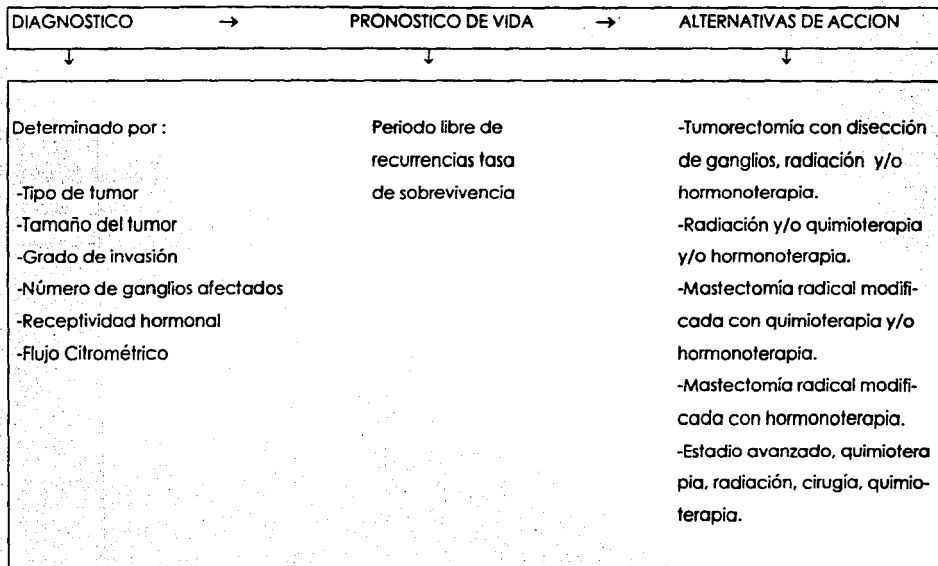 DIAGNOSTICO → PRONOSTICO DE VIDA → ALTERNATIVAS DE ACCION
↓ ↓ ↓
Determinado por :
-Tipo de tumor
-Tamaño del tumor
-Grado de invasión
-Número de ganglios afectados
-Receptividad hormonal
-Flujo Citrométrico
Periodo libre de
recurrencias tasa
de sobrevivencia
-Tumorectomía con disección
de ganglios, radiación y/o
hormonoterapia.
-Radiación y/o quimioterapia
y/o hormonoterapia.
-Mastectomía radical modifi-
cada con quimioterapia y/o
hormonoterapia.
-Mastectomía radical modifi-
cada con hormonoterapia.
-Estadio avanzado, quimiotera
pia, radiación, cirugía, quimio-
terapia.